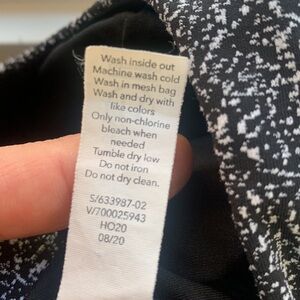 Wash inside out
Machine wash cold
Wash in mesh bag
Wash and dry with
like colors
Only non-chlorine
bleach when
needed
Tumble dry low
Do not iron
Do not dry clean.
S/633987-02
V/700025943
HO20
08/20